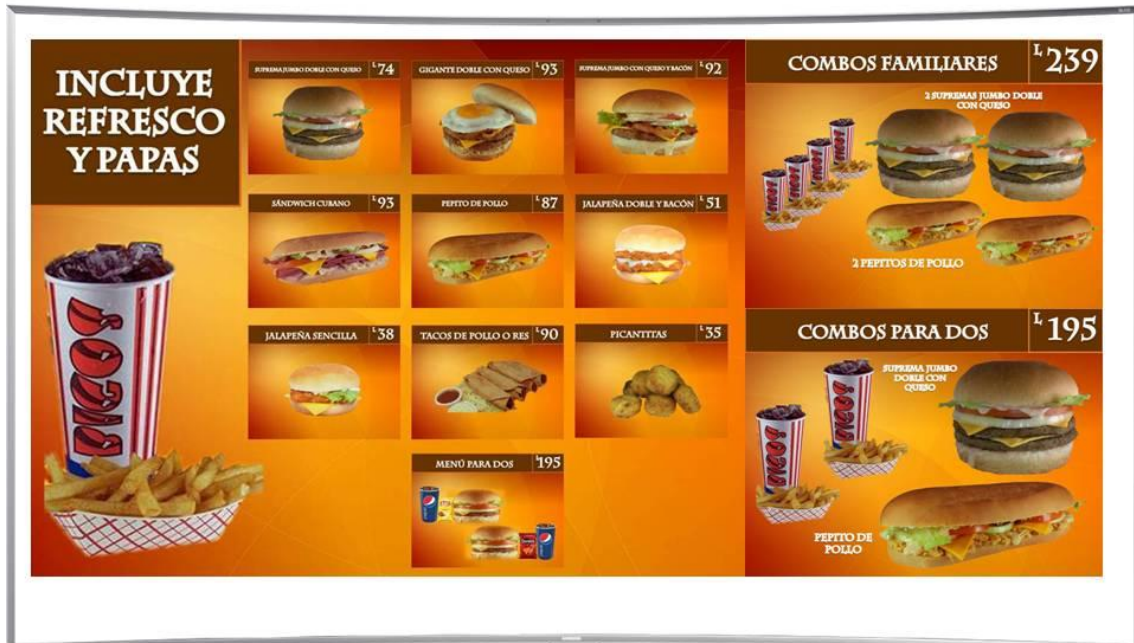 INCLUYE
REFRESCO
Y PAPAS
SUPREMA JUMBO DOBLE CON QUESO L74
GIGANTE DOBLE CON QUESO L93
SUPREMA JUMBO CON QUESO Y BACÓN L92
SÁNDWICH CUBANO L93
PEPITO DE POLLO L87
JALAPEÑA DOBLE Y BACÓN L51
JALAPEÑA SENCILLA L38
TACOS DE POLLO O RES L90
PICANTITAS L35
MENÚ PARA DOS L195
COMBOS FAMILIARES L239
2 SUPREMAS JUMBO DOBLE
CON QUESO
2 PEPITOS DE POLLO
COMBOS PARA DOS L195
SUPREMA JUMBO
DOBLE CON
QUESO
PEPITO DE
POLLO
BIGOS
BIGOS
BIGOS